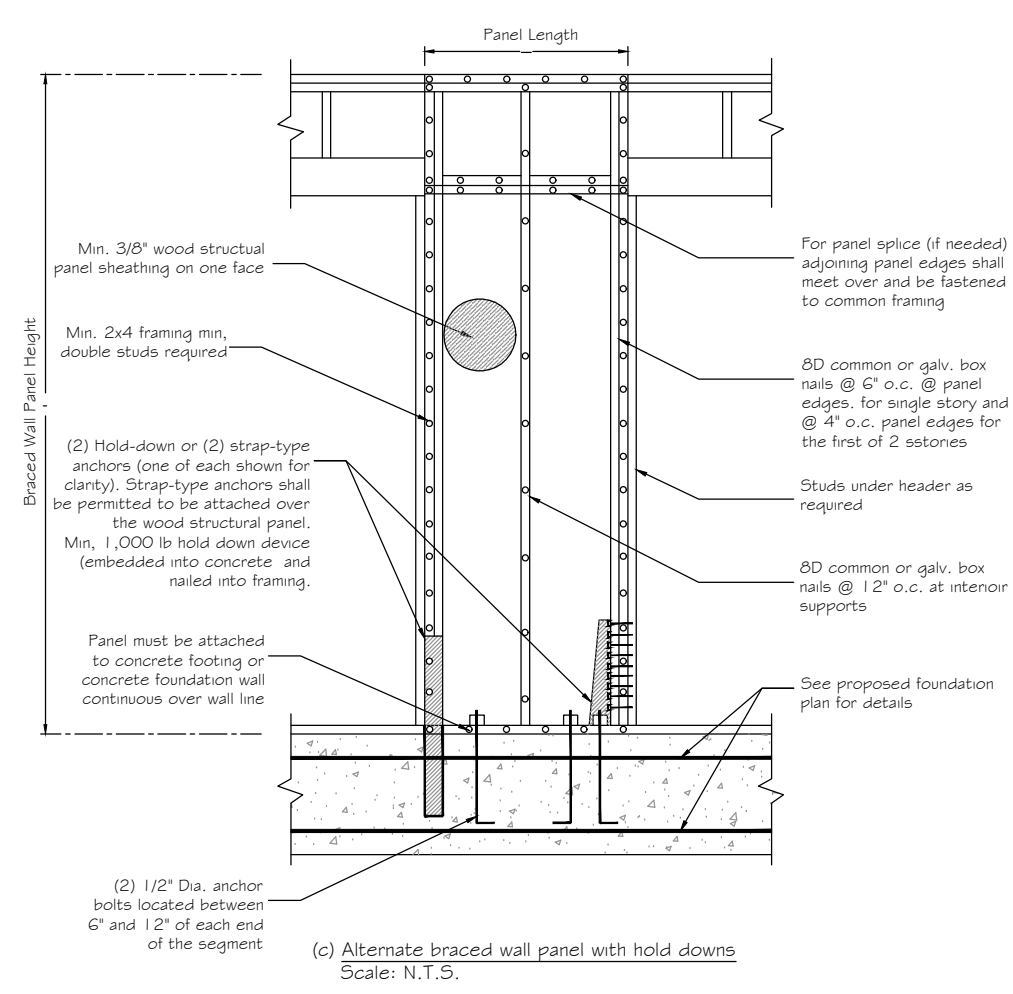 Panel Length
Braced Wall Panel Height
Min. 3/8" wood structual
panel sheathing on one face
Min. 2x4 framing min,
double studs required
(2) Hold-down or (2) strap-type
anchors (one of each shown for
clarity). Strap-type anchors shall
be permitted to be attached over
the wood structural panel.
Min, 1,000 lb hold down device
(embedded into concrete and
nailed into framing.
Panel must be attached
to concrete footing or
concrete foundation wall
continuous over wall line
(2) 1/2" Dia. anchor
bolts located between
6" and 12" of each end
of the segment
For panel splice (if needed)
adjoining panel edges shall
meet over and be fastened
to common framing
8D common or galv. box
nails @ 6" o.c. @ panel
edges. for single story and
@ 4" o.c. panel edges for
the first of 2 sstories
Studs under header as
required
8D common or galv. box
nails @ 12" o.c. at interior
supports
See proposed foundation
plan for details
(c) Alternate braced wall panel with hold downs
Scale: N.T.S.